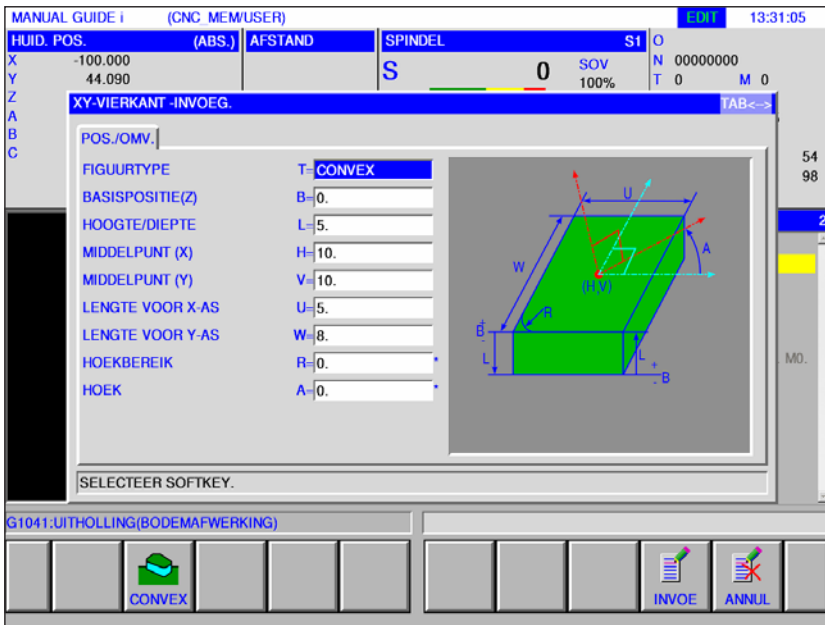 MANUAL GUIDE i (CNC_MEM/USER) EDIT 13:31:05
HUID. POS. (ABS.) AFSTAND SPINDEL S1 O
X -100.000 S 0 SOV 100% N 00000000
Y 44.090 T 0 M 0
Z
A
B
C
54
98
2
XY-VIERKANT -INVOEG. TAB<-->
POS./OMV.
FIGUURTYPE T= CONVEX
BASISPOSITIE(Z) B= 0.
HOOGTE/DIEPTE L= 5.
MIDDELPUNT (X) H= 10.
MIDDELPUNT (Y) V= 10.
LENGTE VOOR X-AS U= 5.
LENGTE VOOR Y-AS W= 8.
HOEKBEREIK R= 0. *
HOEK A= 0. *
U
W
A
(H,V)
R
+
B
-
L
L
+
- B
M0.
SELECTEER SOFTKEY.
G1041:UITHOLLING(BODEMAFWERKING)
CONVEX INVOE ANNUL